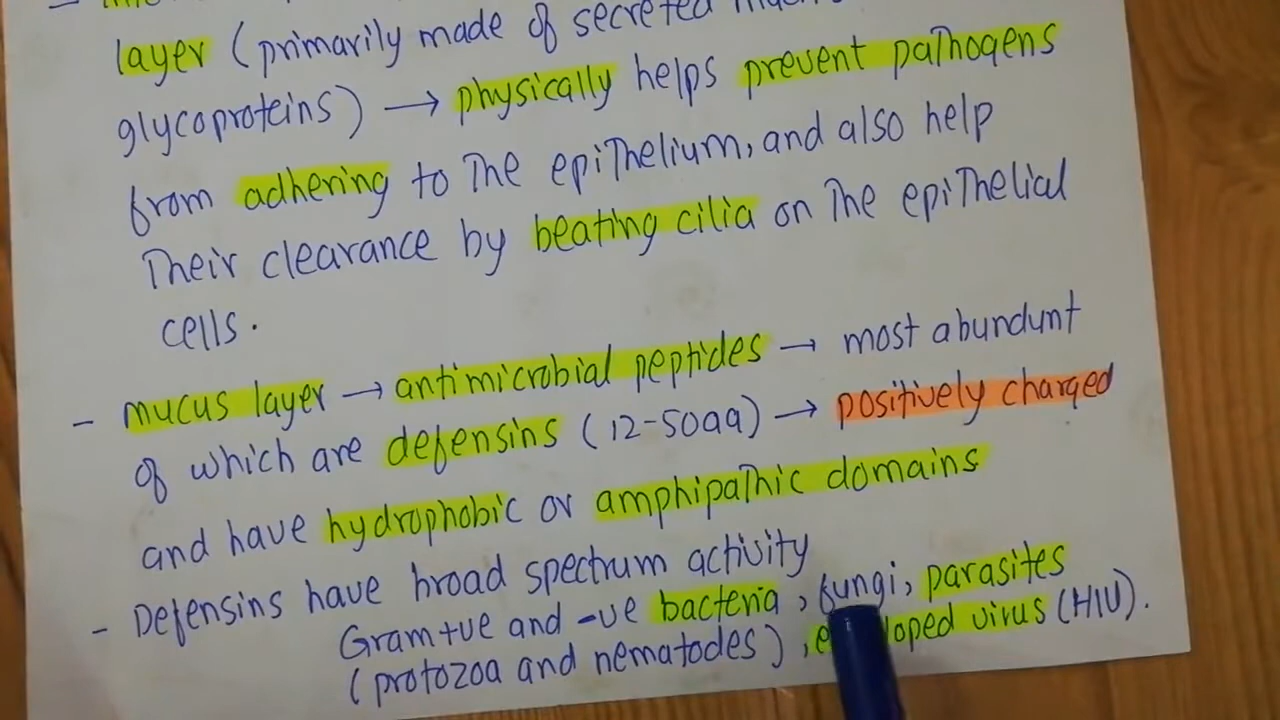 layer (primarily made of secreted
glycoproteins) → physically helps prevent pathogens
from adhering to The epiThelium, and also help
Their clearance by beating cilia on The epiThelial
cells.
- mucus layer → antimicrobial peptides → most abundunt
of which are defensins (12-50aa) → positively charged
and have hydrophobic or amphipaThic domains
- Defensins have broad spectrum activity
Gram+ve and -ve bacteria, fungi, parasites
(protozoa and nematodes), virus (HIV).